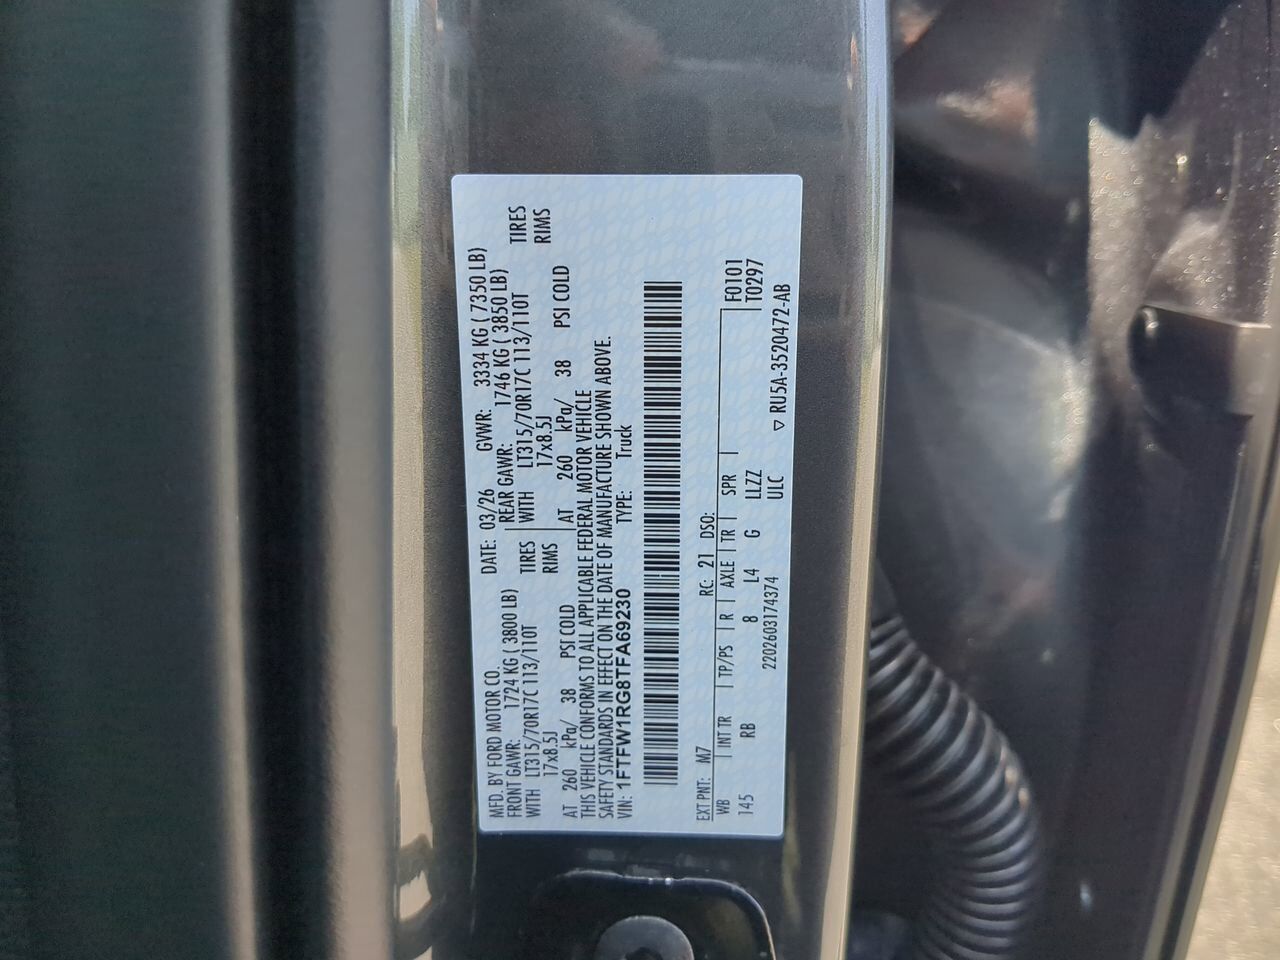 MFD. BY FORD MOTOR CO.
DATE: 03/26 GVWR: 3334 KG ( 7350 LB)
FRONT GAWR: 1724 KG ( 3800 LB) REAR GAWR: 1746 KG ( 3850 LB)
WITH LT315/70R17C 113/110T TIRES WITH LT315/70R17C 113/110T TIRES
17x8.5J RIMS 17x8.5J RIMS
AT 260 kPa/ 38 PSI COLD AT 260 kPa/ 38 PSI COLD
THIS VEHICLE CONFORMS TO ALL APPLICABLE FEDERAL MOTOR VEHICLE
SAFETY STANDARDS IN EFFECT ON THE DATE OF MANUFACTURE SHOWN ABOVE.
VIN: 1FTFW1RG8TFA69230 TYPE: Truck
EXT PNT: M7 RC: 21 DSO:
WB INT TR TP/PS R AXLE TR SPR F0101
145 RB 8 L4 G LLZZ T0297
2202603174374 ULC ▽ RU5A-3520472-AB